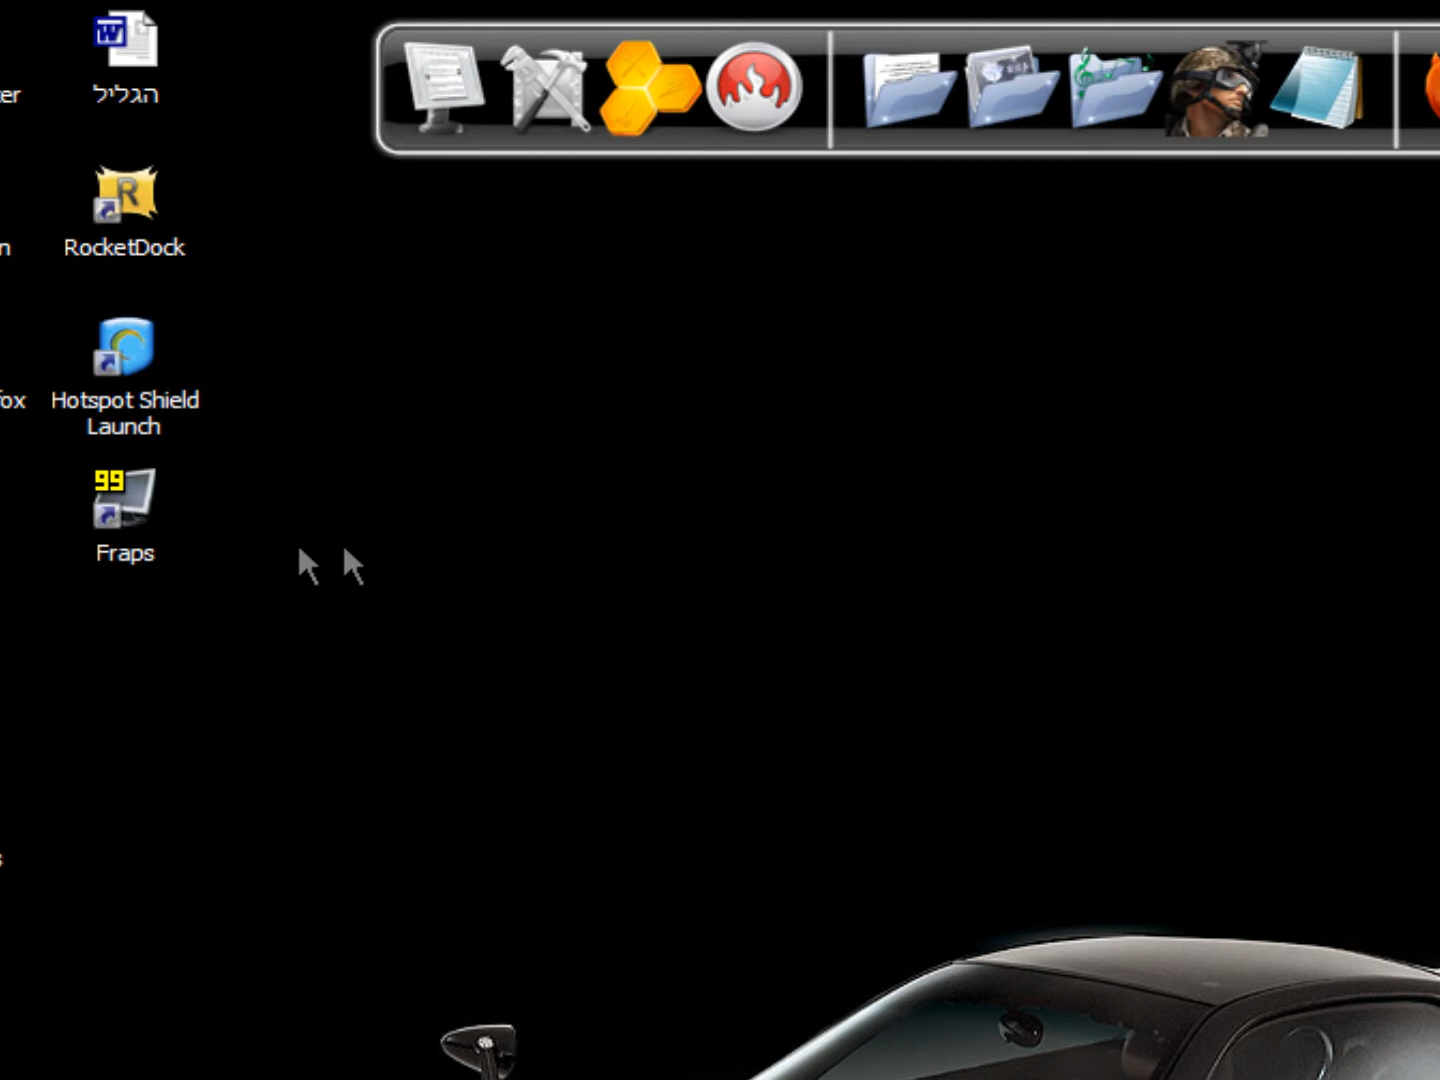 הגליל
RocketDock
Hotspot Shield
Launch
99
Fraps